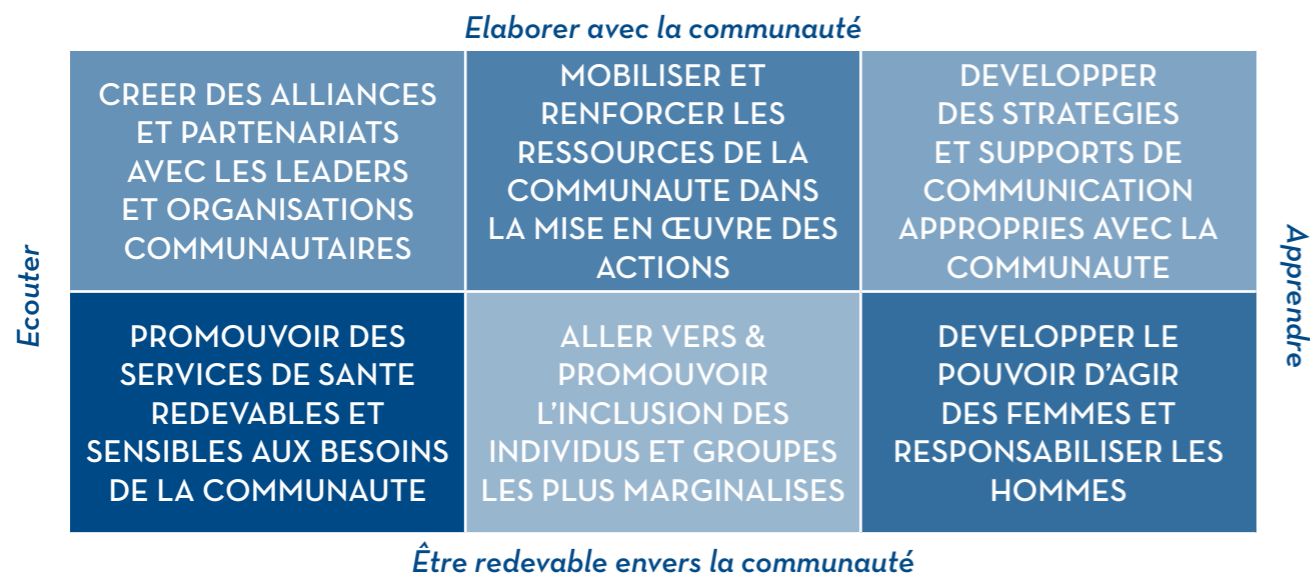 Elaborer avec la communauté
CREER DES ALLIANCES
ET PARTENARIATS
AVEC LES LEADERS
ET ORGANISATIONS
COMMUNAUTAIRES
MOBILISER ET
RENFORCER LES
RESSOURCES DE LA
COMMUNAUTE DANS
LA MISE EN ŒUVRE DES
ACTIONS
DEVELOPPER
DES STRATEGIES
ET SUPPORTS DE
COMMUNICATION
APPROPRIES AVEC LA
COMMUNAUTE
Ecouter
Apprendre
PROMOUVOIR DES
SERVICES DE SANTE
REDEVABLES ET
SENSIBLES AUX BESOINS
DE LA COMMUNAUTE
ALLER VERS &
PROMOUVOIR
L'INCLUSION DES
INDIVIDUS ET GROUPES
LES PLUS MARGINALISES
DEVELOPPER LE
POUVOIR D'AGIR
DES FEMMES ET
RESPONSABILISER LES
HOMMES
Être redevable envers la communauté